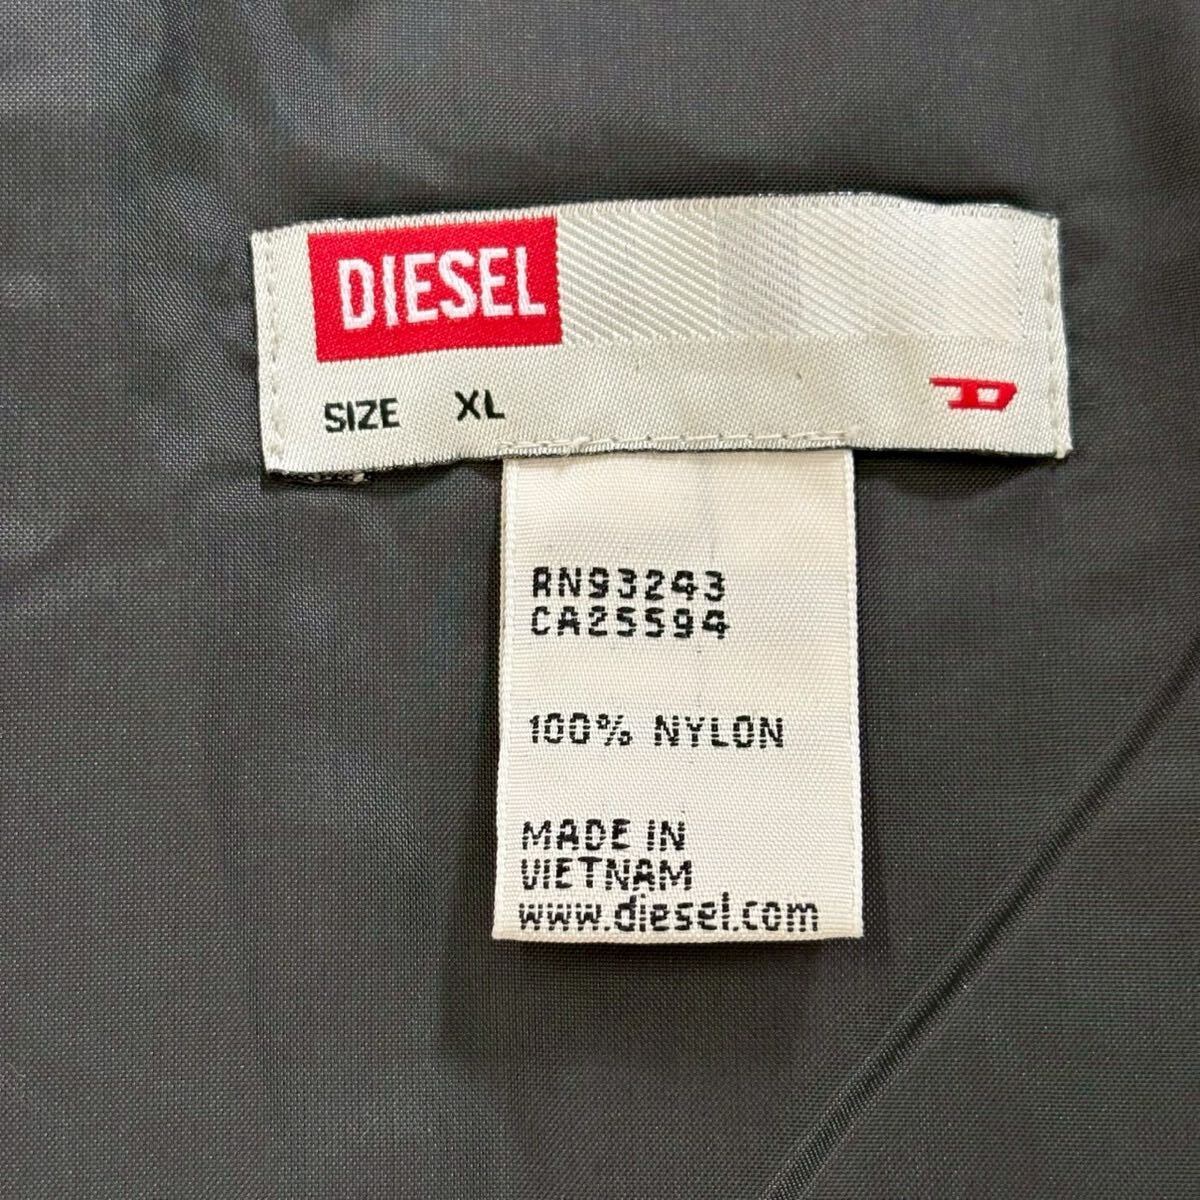 DIESEL
SIZE XL
D
RN93243
CA25594
100% NYLON
MADE IN
VIETNAM
www.diesel.com